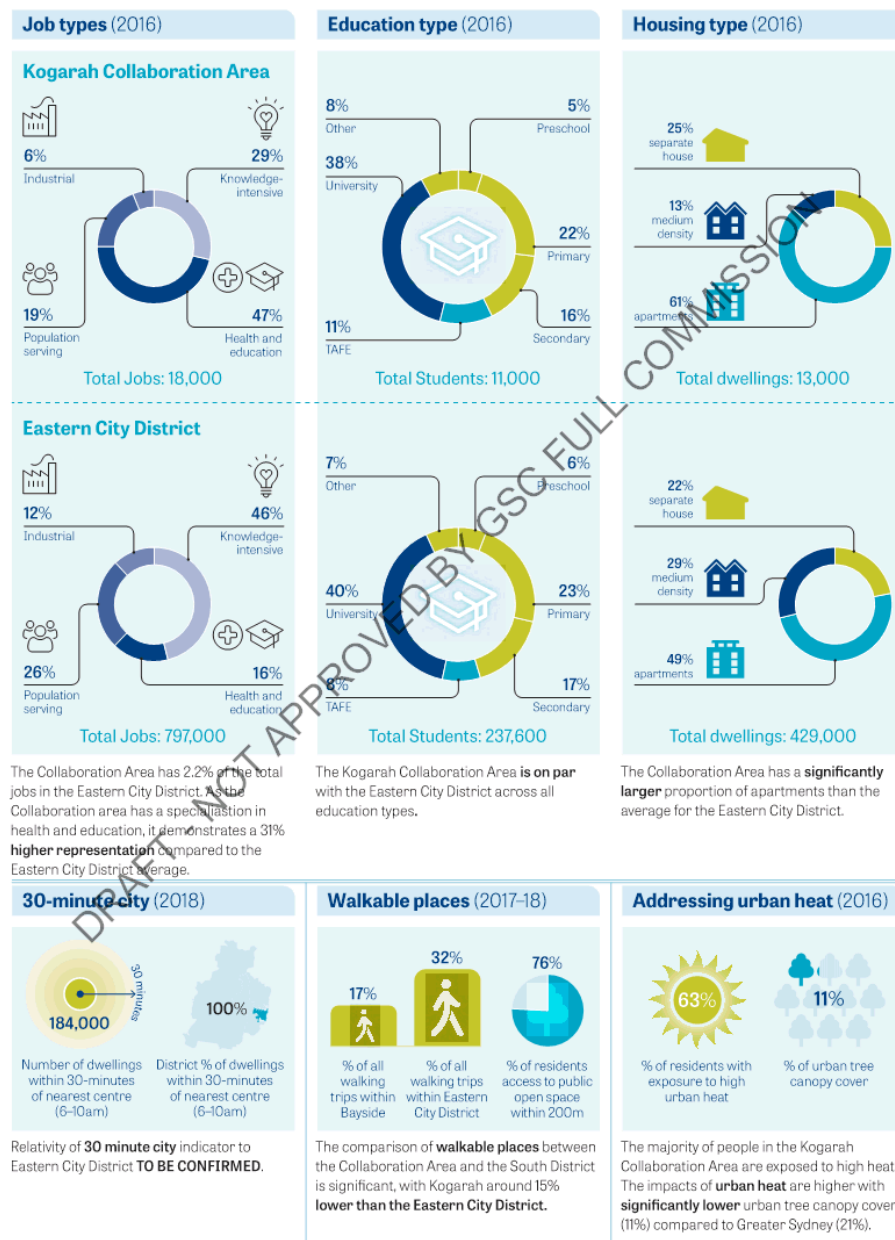 Job types (2016)
Education type (2016)
Housing type (2016)
Kogarah Collaboration Area
6%
Industrial
29%
Knowledge-
intensive
19%
Population
serving
47%
Health and
education
Total Jobs: 18,000
8%
Other
5%
Preschool
38%
University
22%
Primary
11%
TAFE
16%
Secondary
Total Students: 11,000
25%
separate
house
13%
medium
density
61%
apartments
Total dwellings: 13,000
Eastern City District
12%
Industrial
46%
Knowledge-
intensive
26%
Population
serving
16%
Health and
education
Total Jobs: 797,000
7%
Other
6%
Preschool
40%
University
23%
Primary
8%
TAFE
17%
Secondary
Total Students: 237,600
22%
separate
house
29%
medium
density
49%
apartments
Total dwellings: 429,000
The Collaboration Area has 2.2% of the total
jobs in the Eastern City District. As the
Collaboration area has a specialiastion in
health and education, it demonstrates a 31%
higher representation compared to the
Eastern City District average.
The Kogarah Collaboration Area is on par
with the Eastern City District across all
education types.
The Collaboration Area has a significantly
larger proportion of apartments than the
average for the Eastern City District.
30-minute city (2018)
Walkable places (2017–18)
Addressing urban heat (2016)
30 minutes
184,000
Number of dwellings
within 30-minutes
of nearest centre
(6–10am)
100%
District % of dwellings
within 30-minutes
of nearest centre
(6–10am)
17%
% of all
walking
trips within
Bayside
32%
% of all
walking trips
within Eastern
City District
76%
% of residents
access to public
open space
within 200m
63%
% of residents with
exposure to high
urban heat
11%
% of urban tree
canopy cover
Relativity of 30 minute city indicator to
Eastern City District TO BE CONFIRMED.
The comparison of walkable places between
the Collaboration Area and the South District
is significant, with Kogarah around 15%
lower than the Eastern City District.
The majority of people in the Kogarah
Collaboration Area are exposed to high heat
The impacts of urban heat are higher with
significantly lower urban tree canopy cover
(11%) compared to Greater Sydney (21%).
DRAFT - NOT APPROVED BY GSC FULL COMMISSION